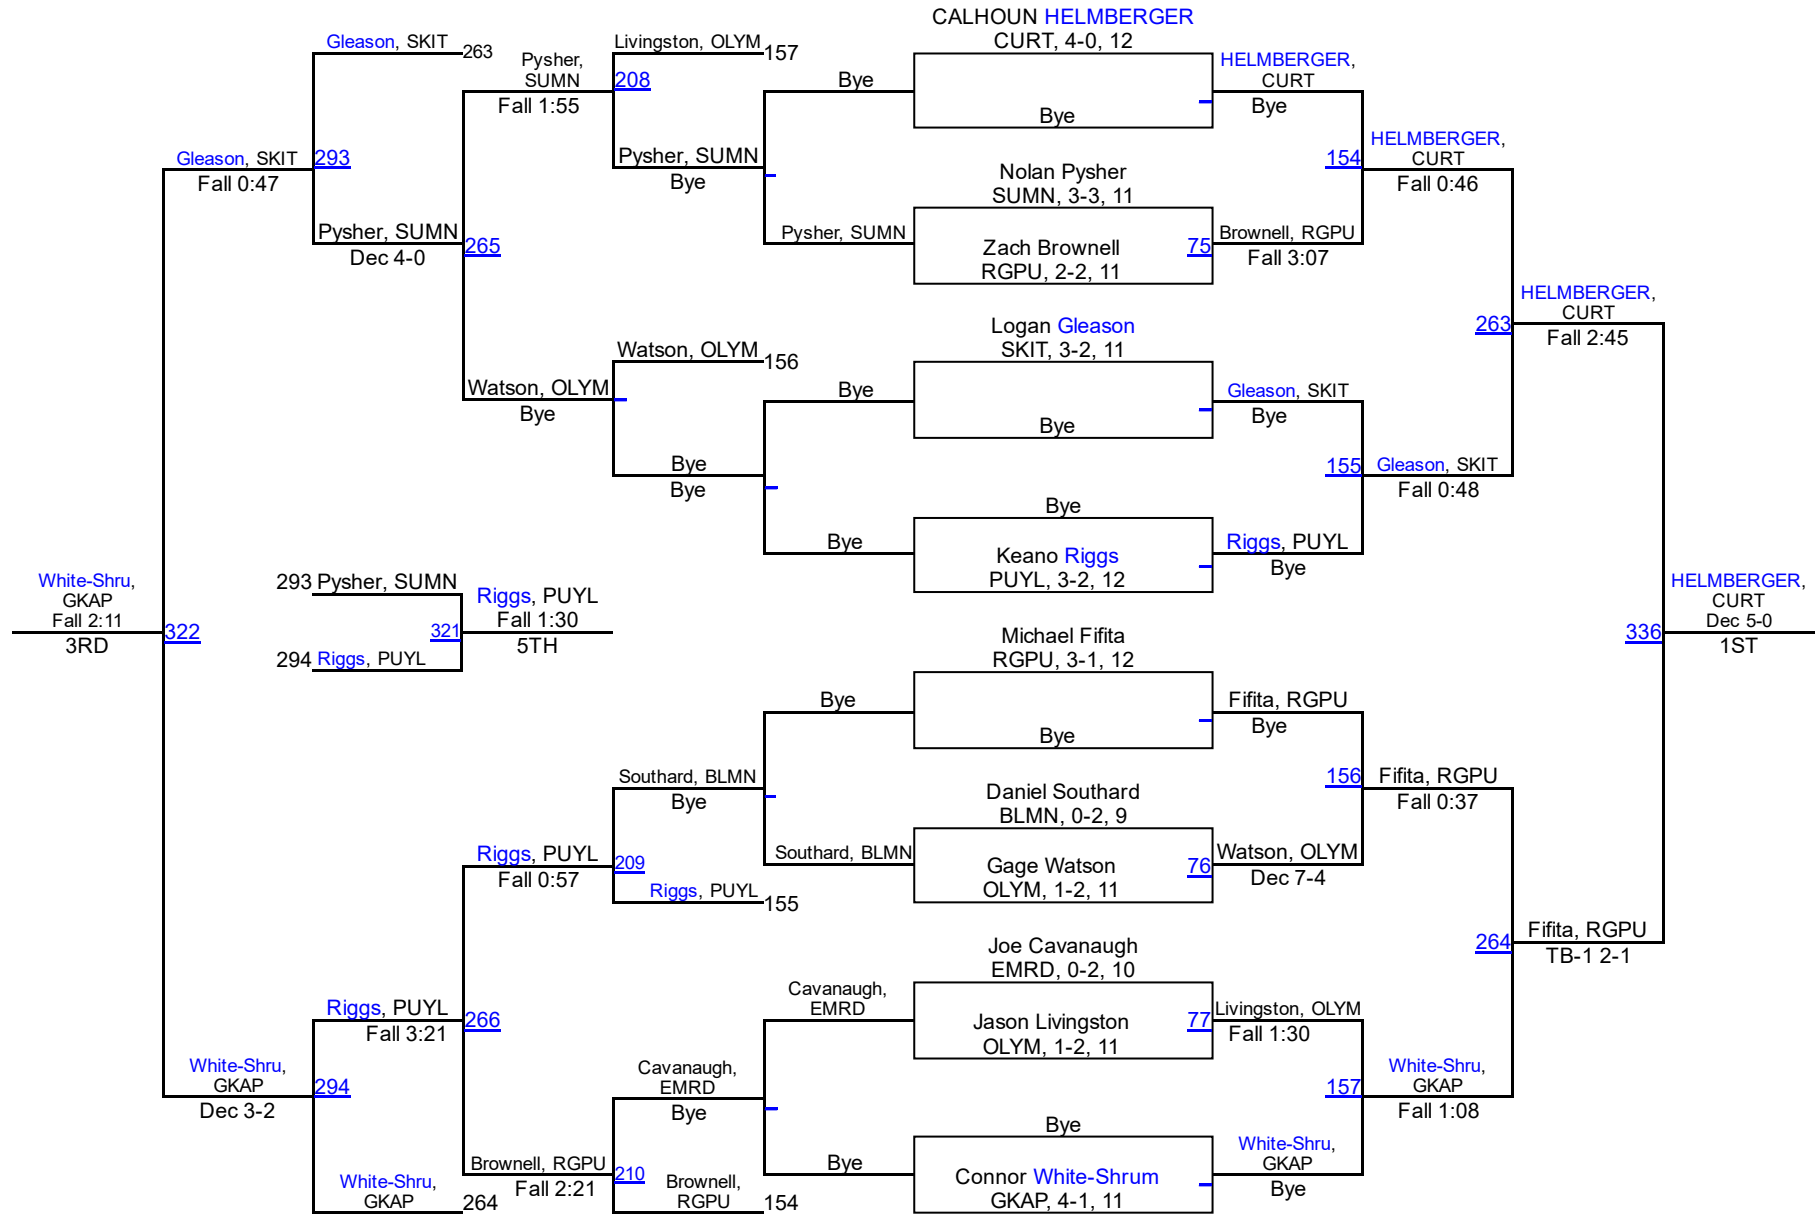 CALHOUN HELMBERGER
CURT, 4-0, 12
Gleason, SKIT
263
Pysher,
SUMN
Fall 1:55
Livingston, OLYM
157
208
Bye
Bye
HELMBERGER,
CURT
Bye
Gleason, SKIT
293
Fall 0:47
Pysher, SUMN
Bye
Nolan Pysher
SUMN, 3-3, 11
154
HELMBERGER,
CURT
Fall 0:46
Pysher, SUMN
265
Dec 4-0
Pysher, SUMN
Zach Brownell
RGPU, 2-2, 11
75
Brownell, RGPU
Fall 3:07
HELMBERGER,
CURT
263
Fall 2:45
Logan Gleason
SKIT, 3-2, 11
Watson, OLYM
156
Watson, OLYM
Bye
Bye
Bye
Gleason, SKIT
Bye
Bye
Bye
155
Gleason, SKIT
Fall 0:48
Bye
Bye
Keano Riggs
PUYL, 3-2, 12
Riggs, PUYL
Bye
White-Shru,
GKAP
Fall 2:11
322
3RD
293
Pysher, SUMN
Riggs, PUYL
321
Fall 1:30
5TH
294
Riggs, PUYL
HELMBERGER,
CURT
Dec 5-0
336
1ST
Michael Fifita
RGPU, 3-1, 12
Bye
Bye
Fifita, RGPU
Bye
Southard, BLMN
Bye
Daniel Southard
BLMN, 0-2, 9
156
Fifita, RGPU
Fall 0:37
Riggs, PUYL
Fall 0:57
209
Southard, BLMN
Gage Watson
OLYM, 1-2, 11
76
Watson, OLYM
Dec 7-4
Riggs, PUYL
155
Joe Cavanaugh
EMRD, 0-2, 10
264
Fifita, RGPU
TB-1 2-1
Cavanaugh,
EMRD
Jason Livingston
OLYM, 1-2, 11
77
Livingston, OLYM
Fall 1:30
Riggs, PUYL
266
Fall 3:21
White-Shru,
GKAP
294
Dec 3-2
Cavanaugh,
EMRD
Bye
157
White-Shru,
GKAP
Fall 1:08
Bye
Bye
Connor White-Shrum
GKAP, 4-1, 11
White-Shru,
GKAP
Bye
Brownell, RGPU
210
Fall 2:21
White-Shru,
GKAP
264
Brownell,
RGPU
154